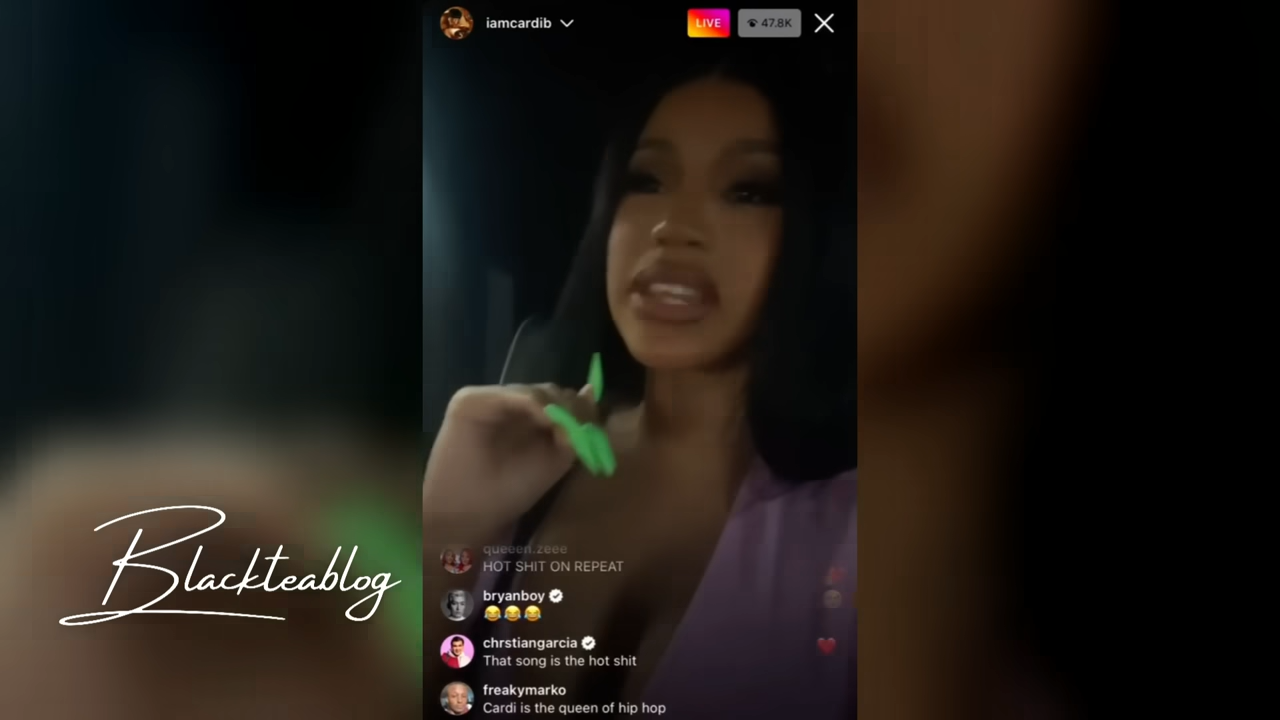 iamcardib
LIVE
47.8K
queeen.zeee
HOT SHIT ON REPEAT
bryanboy
😂😂😂
chrstiangarcia
That song is the hot shit
freakymarko
Cardi is the queen of hip hop
Blackteablog